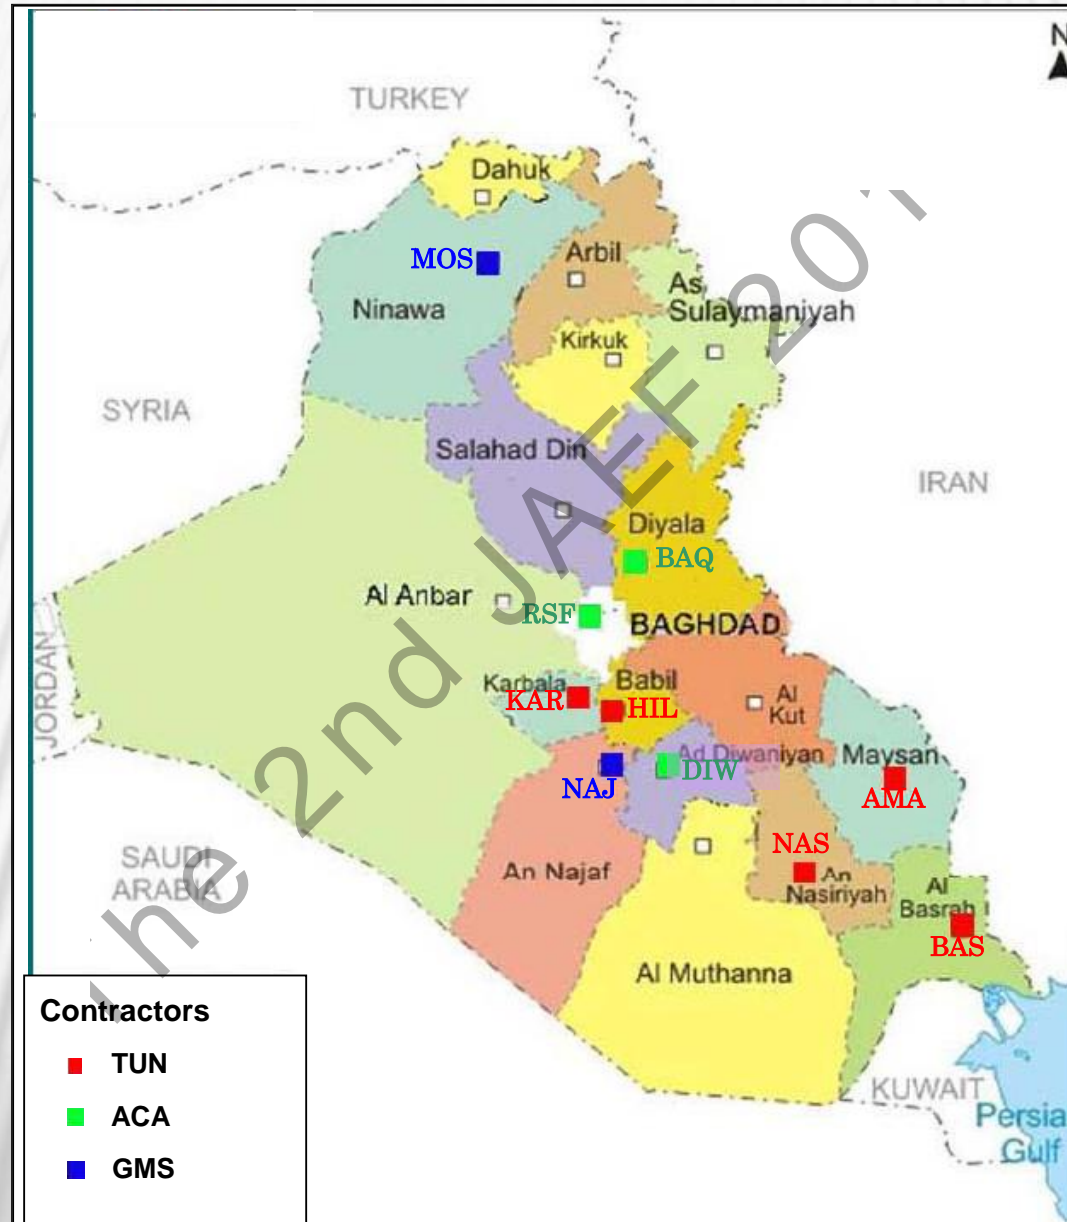 N
TURKEY
Dahuk
MOS
Arbil
As
Sulaymaniyah
Ninawa
Kirkuk
SYRIA
Salahad Din
IRAN
Diyala
BAQ
Al Anbar
RSF
BAGHDAD
JORDAN
Karbala
Babil
KAR
HIL
Al
Kut
Ad Diwaniyan
Maysan
NAJ
DIW
AMA
NAS
SAUDI
ARABIA
An Najaf
An
Nasiriyah
Al
Basrah
BAS
Al Muthanna
KUWAIT
Persia
Gulf
Contractors
TUN
ACA
GMS
he 2nd JAEF 201